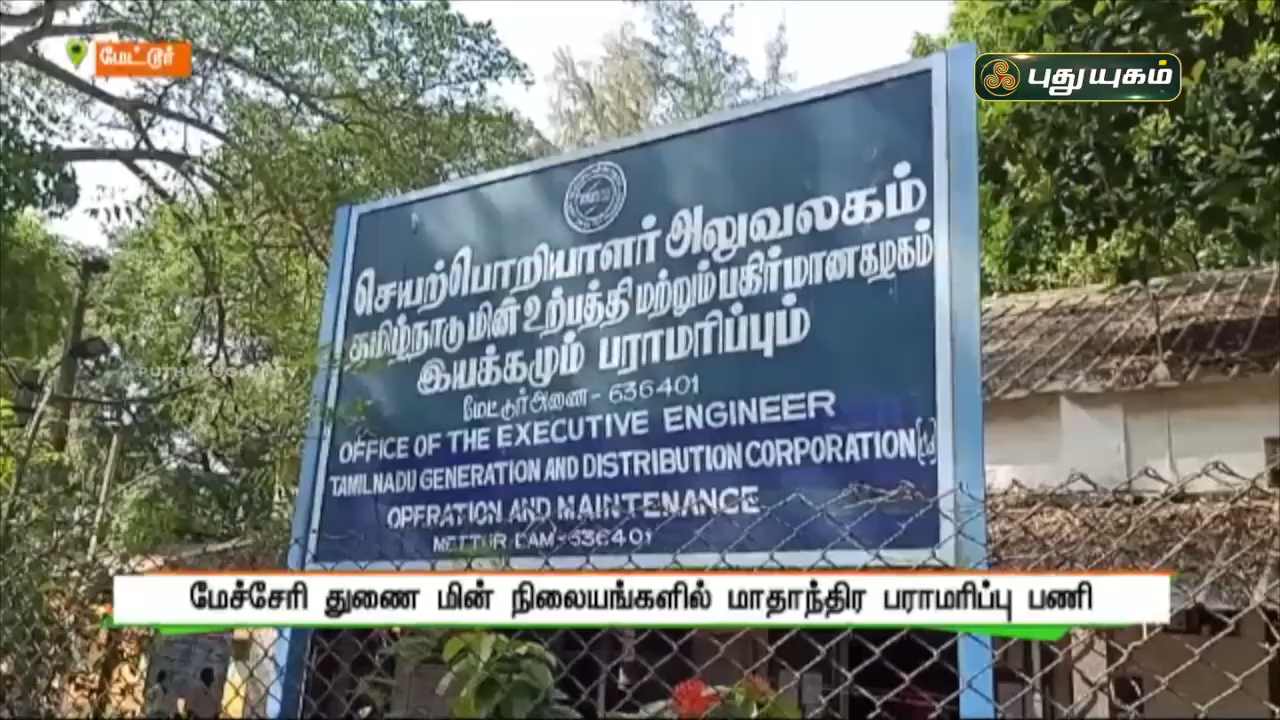 மேட்டூர்
புதுயுகம்
செயற்பொறியாளர் அலுவலகம்
தமிழ்நாடு மின் உற்பத்தி மற்றும் பகிர்மானகழகம்
இயக்கமும் பராமரிப்பும்
மேட்டூர் அணை - 636401
OFFICE OF THE EXECUTIVE ENGINEER
TAMILNADU GENERATION AND DISTRIBUTION CORPORATION
OPERATION AND MAINTENANCE
METTUR DAM - 636401
PUTHUYUGAM TV
மேச்சேரி துணை மின் நிலையங்களில் மாதாந்திர பராமரிப்பு பணி